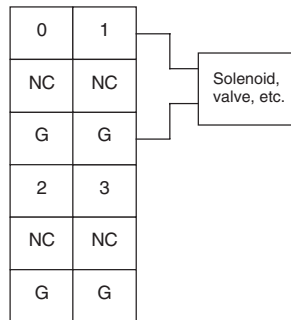 0 1
NC NC
G G
2 3
NC NC
G G
Solenoid,
valve, etc.